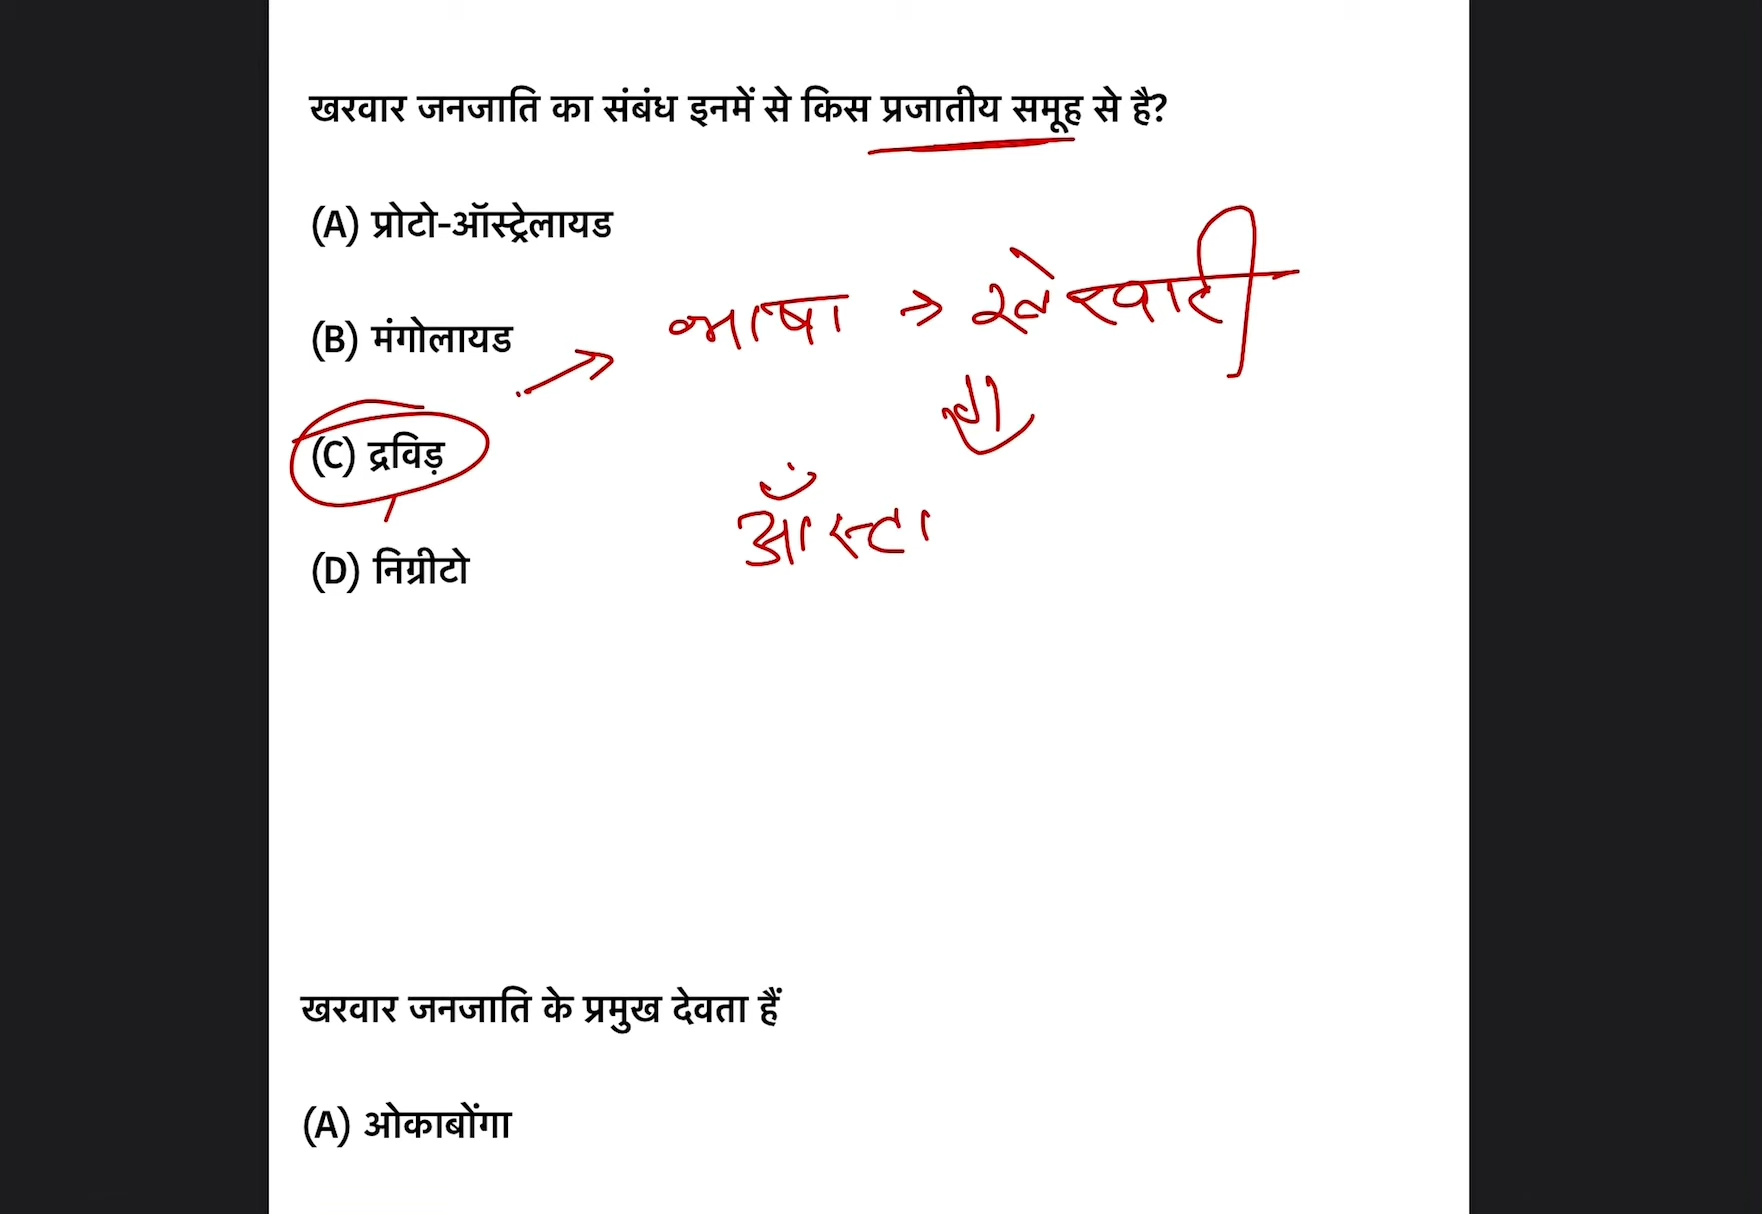 खरवार जनजाति का संबंध इनमें से किस प्रजातीय समूह से है?
(A) प्रोटो-ऑस्ट्रेलायड
(B) मंगोलायड
भाषा → खेरवारी
(C) द्रविड़
ऑस्टा
(D) निग्रीटो
खरवार जनजाति के प्रमुख देवता हैं
(A) ओकाबोंगा